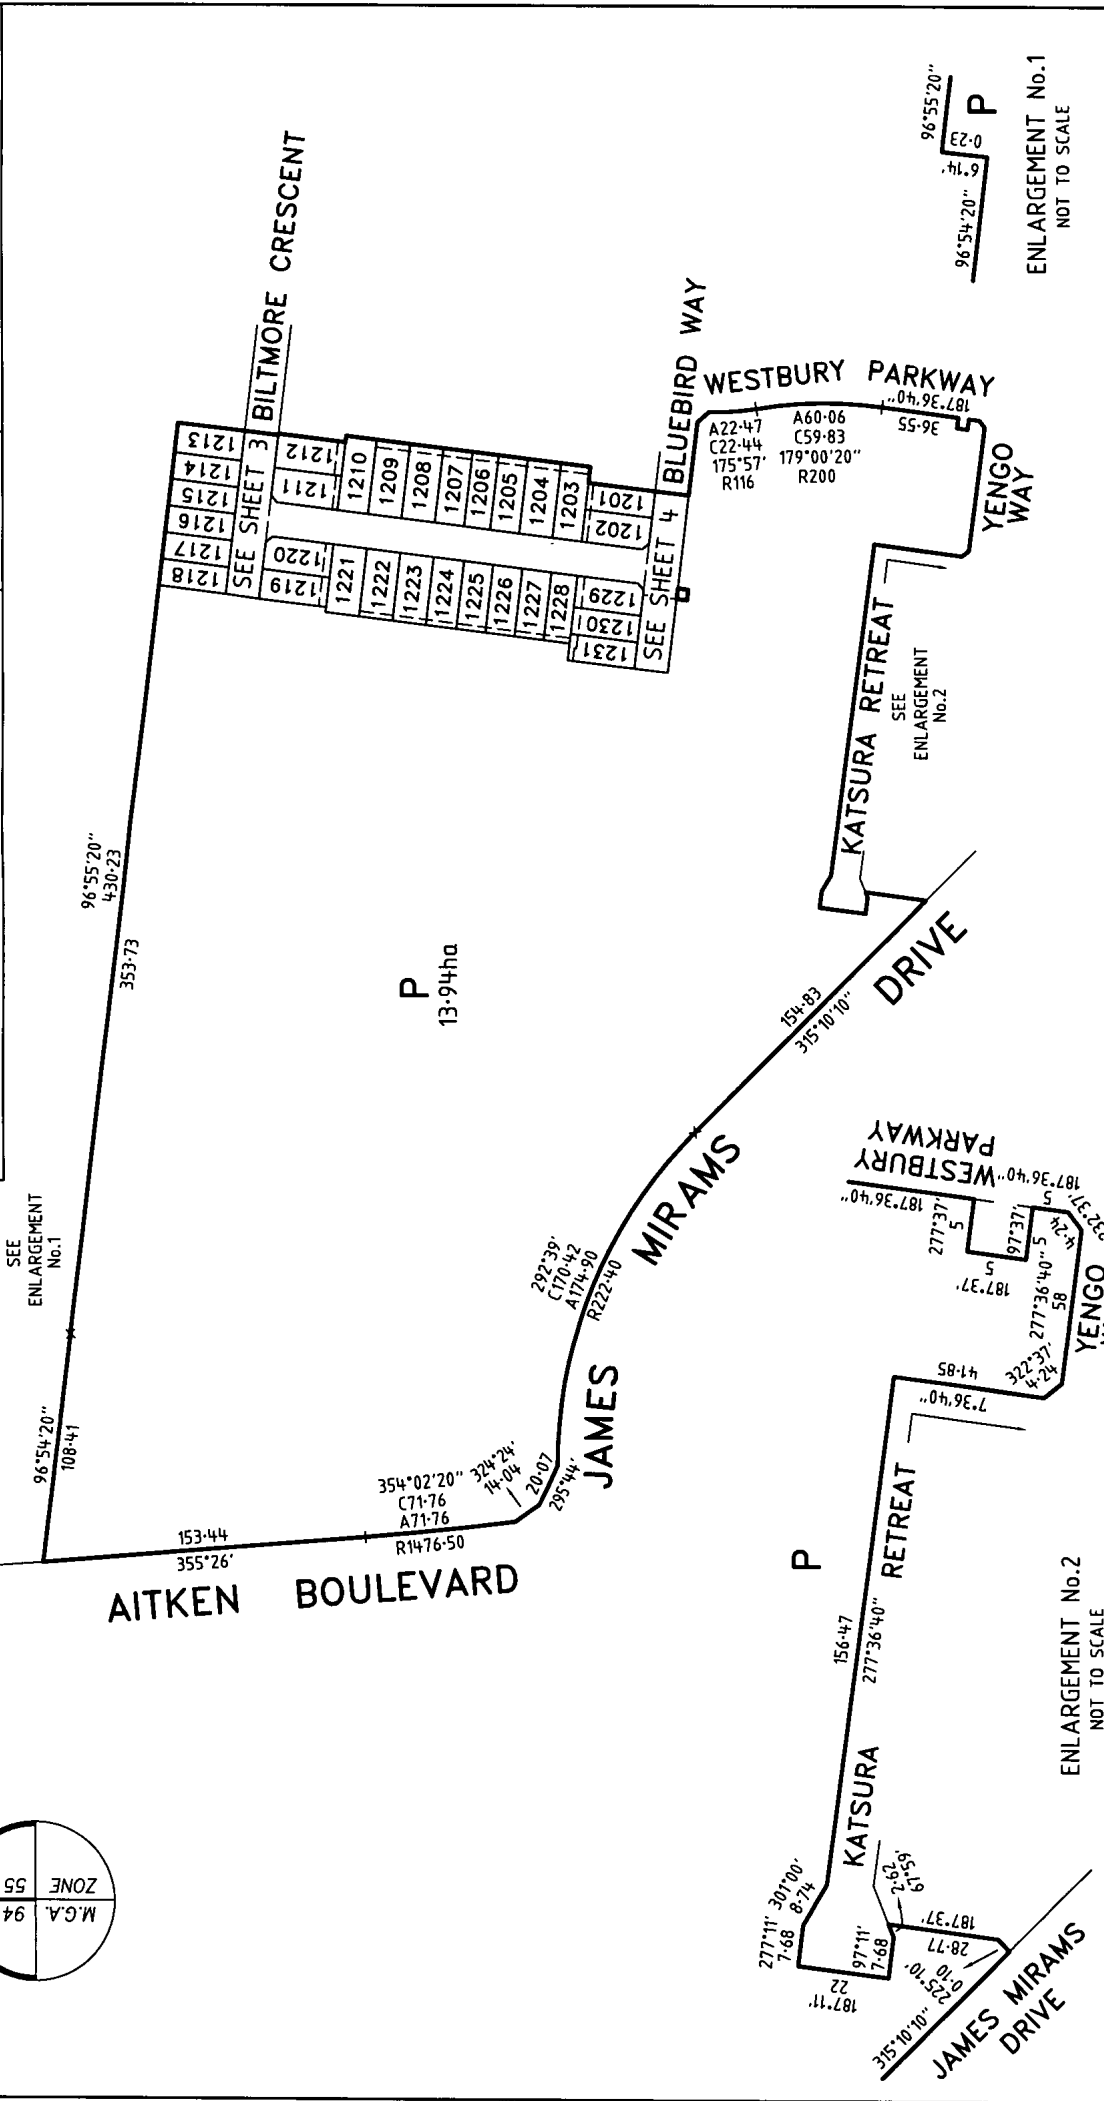 SEE
ENLARGEMENT
No.1
96°54'20"
108·41
96°55'20"
430·23
353·73
1218
1217
1216
1215
1214
1213
SEE SHEET 3
BILTMORE CRESCENT
1219
1220
1211
1212
1221
1222
1223
1224
1225
1226
1227
1228
1210
1209
1208
1207
1206
1205
1204
1203
1231
1230
1229
1202
1201
SEE SHEET 4
BLUEBIRD WAY
P
13·94ha
153·44
355°26'
AITKEN BOULEVARD
354°02'20"
C71·76
A71·76
R1476·50
324°24'
14·04
20·07
295°44'
292°39'
C170·42
A174·90
R222·40
JAMES MIRAMS DRIVE
154·83
315°10'10"
WESTBURY PARKWAY
A22·47
C22·44
175°57'
R116
A60·06
C59·83
179°00'20"
R200
187°36'40"
36·55
YENGO
WAY
KATSURA RETREAT
SEE
ENLARGEMENT
No.2
96°54'20"
6°14'
0·23
96°55'20"
P
ENLARGEMENT No.1
NOT TO SCALE
M.G.A.
ZONE
94
55
P
277°11'
7·68
301°00'
8·74
187°11'
22
97°11'
7·68
2·62
67°59'
187°37'
28·77
225°10'
0·10
315°10'10"
JAMES MIRAMS
DRIVE
KATSURA RETREAT
156·47
277°36'40"
41·85
7°36'40"
322°37'
4·24
277°36'40"
58
YENGO
WESTBURY
PARKWAY
187°36'40"
277°37'
5
187°37'
5
97°37'
5
187°36'40"
5
4·24
ENLARGEMENT No.2
NOT TO SCALE